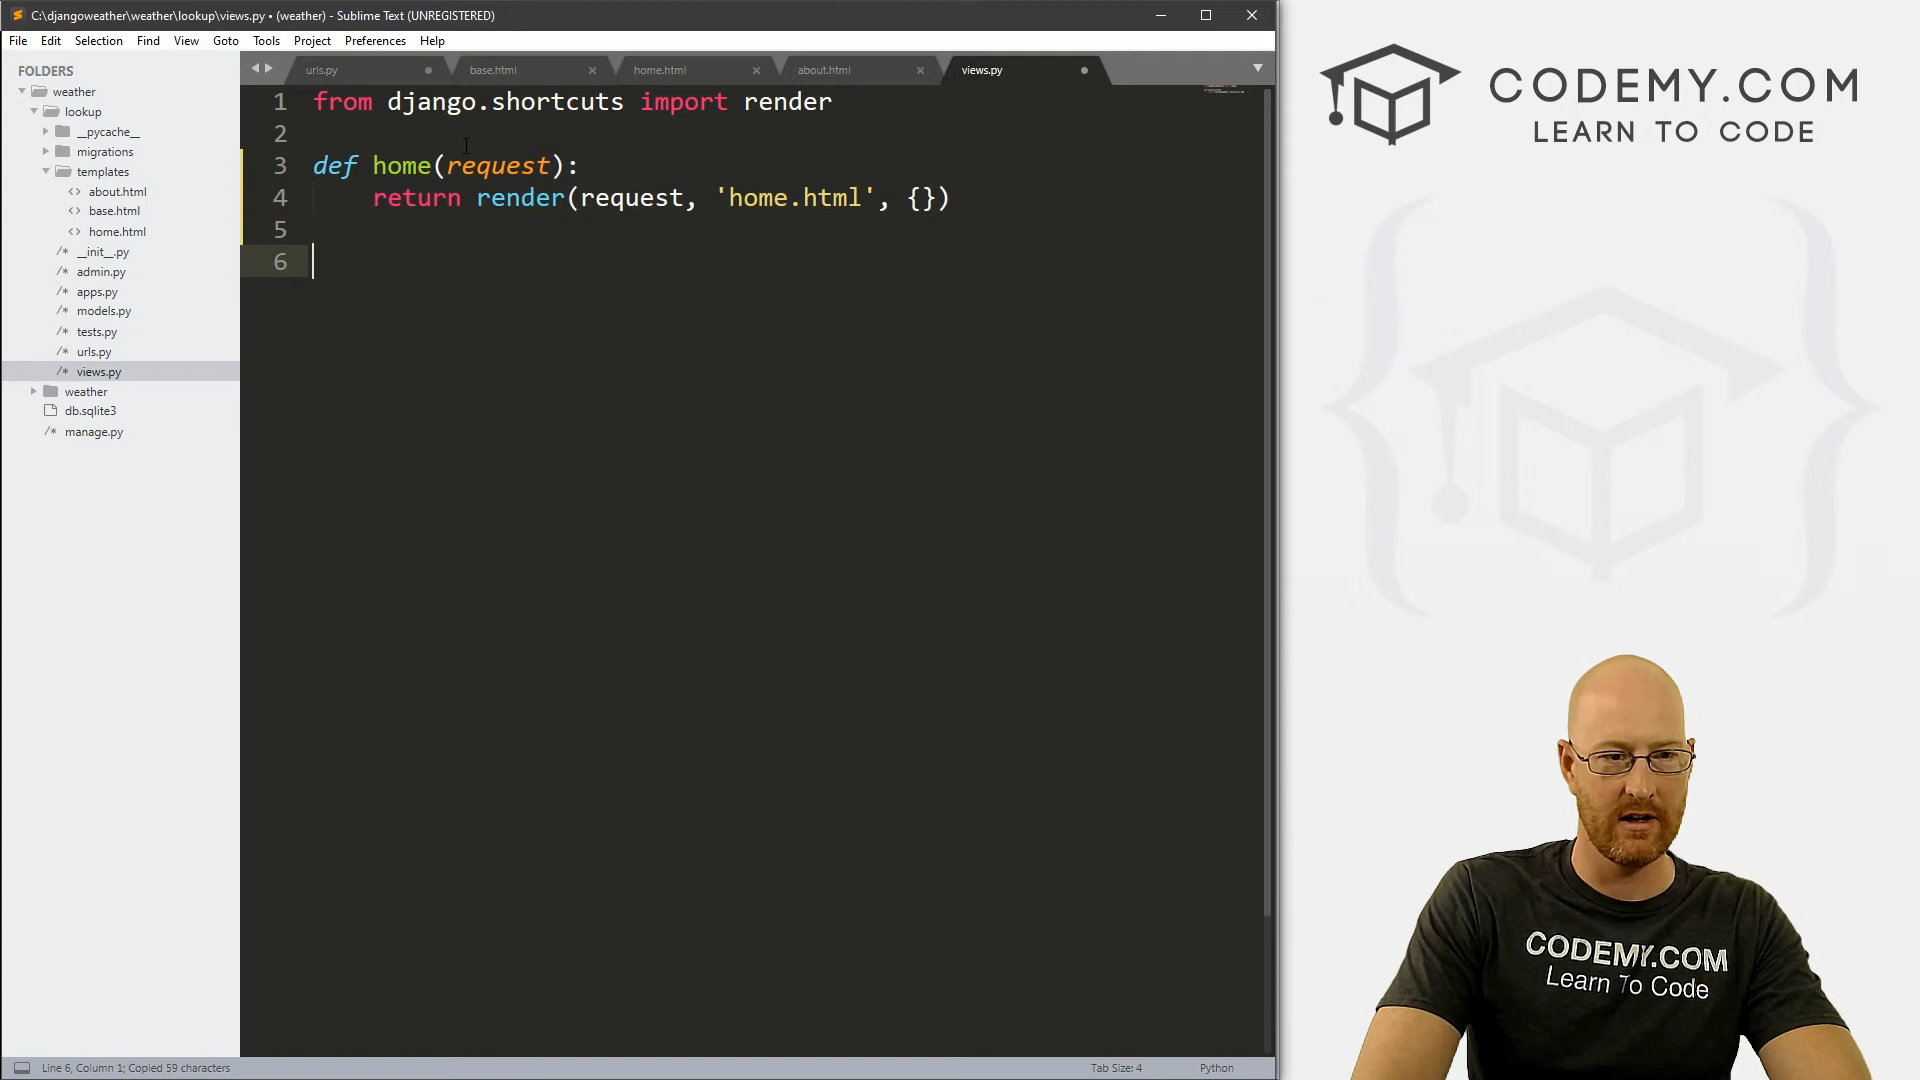 C:\djangoweather\weather\lookup\views.py • (weather) - Sublime Text (UNREGISTERED)
File Edit Selection Find View Goto Tools Project Preferences Help
FOLDERS
weather
lookup
__pycache__
migrations
templates
about.html
base.html
home.html
__init__.py
admin.py
apps.py
models.py
tests.py
urls.py
views.py
weather
db.sqlite3
manage.py
urls.py base.html home.html about.html views.py
1 from django.shortcuts import render
2
3 def home(request):
4 return render(request, 'home.html', {})
5
6
Line 6, Column 1; Copied 59 characters
Tab Size: 4
Python
CODEMY.COM
LEARN TO CODE
CODEMY.COM
Learn To Code